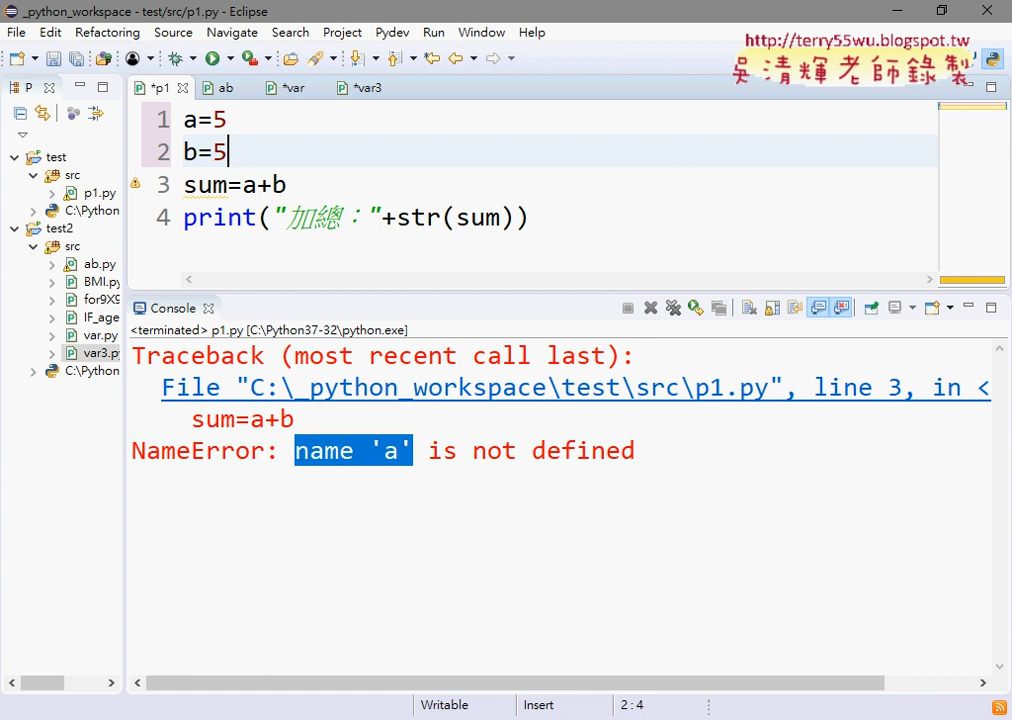 _python_workspace - test/src/p1.py - Eclipse
File Edit Refactoring Source Navigate Search Project Pydev Run Window Help
http://terry55wu.blogspot.tw
吳清輝老師錄製
P
*p1 ab *var *var3
test
src
p1.py
C:\Python
test2
src
ab.py
BMI.py
for9X9
IF_age
var.py
var3.py
C:\Python
1 a=5
2 b=5
3 sum=a+b
4 print("加總："+str(sum))
Console
<terminated> p1.py [C:\Python37-32\python.exe]
Traceback (most recent call last):
File "C:\_python_workspace\test\src\p1.py", line 3, in <
sum=a+b
NameError: name 'a' is not defined
Writable Insert 2:4